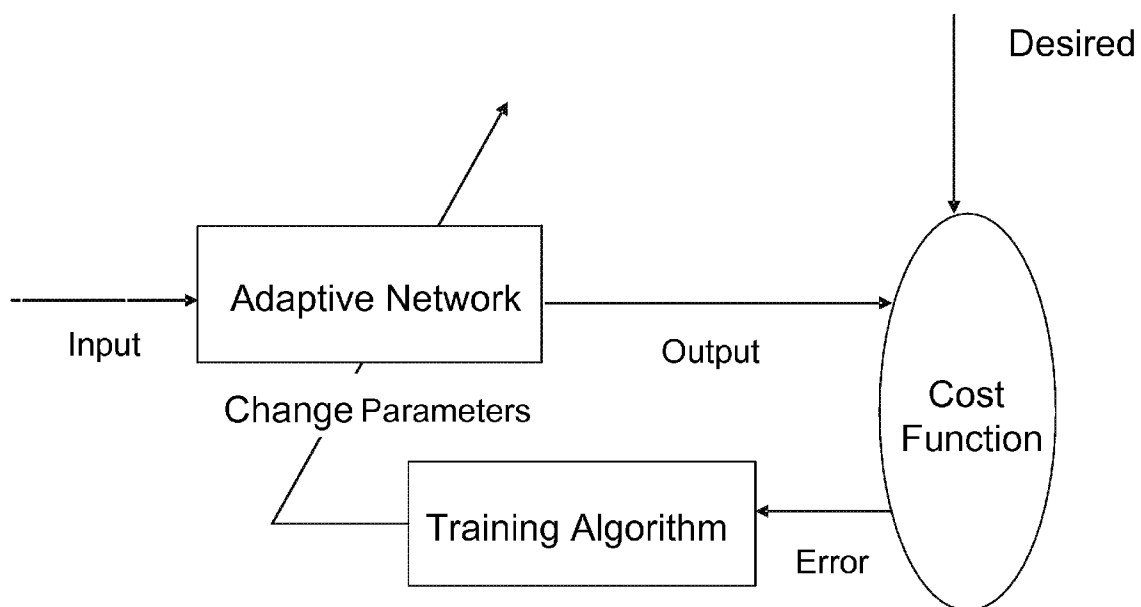 Desired
Adaptive Network
Input
Output
Change Parameters
Cost
Function
Training Algorithm
Error